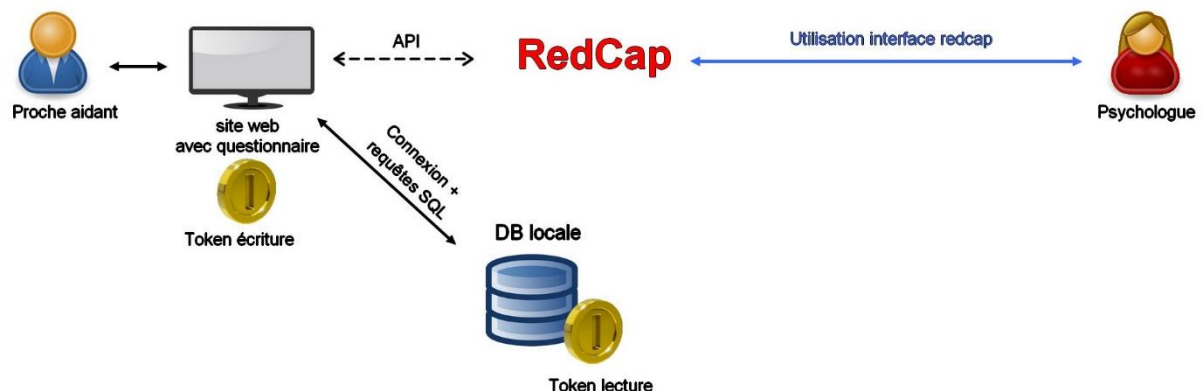 API
RedCap
Utilisation interface redcap
Proche aidant
Psychologue
site web
avec questionnaire
Connexion +
requêtes SQL
Token écriture
DB locale
Token lecture